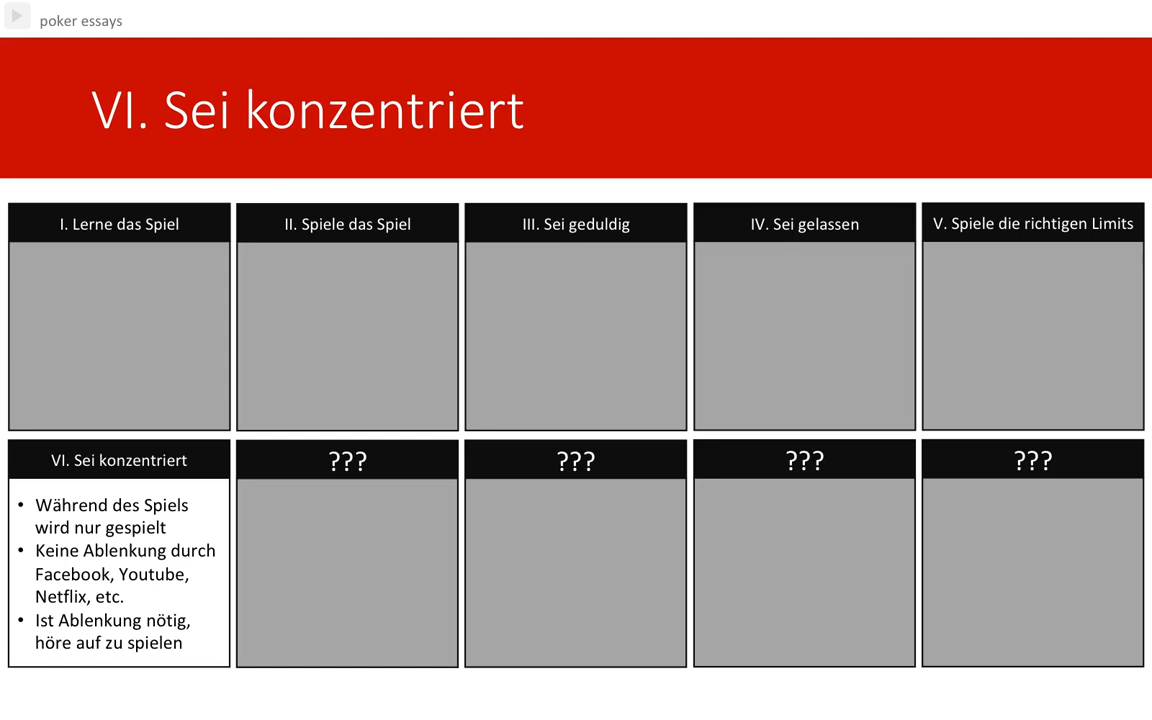 poker essays
VI. Sei konzentriert
I. Lerne das Spiel
II. Spiele das Spiel
III. Sei geduldig
IV. Sei gelassen
V. Spiele die richtigen Limits
VI. Sei konzentriert
???
???
???
???
• Während des Spiels
wird nur gespielt
• Keine Ablenkung durch
Facebook, Youtube,
Netflix, etc.
• Ist Ablenkung nötig,
höre auf zu spielen